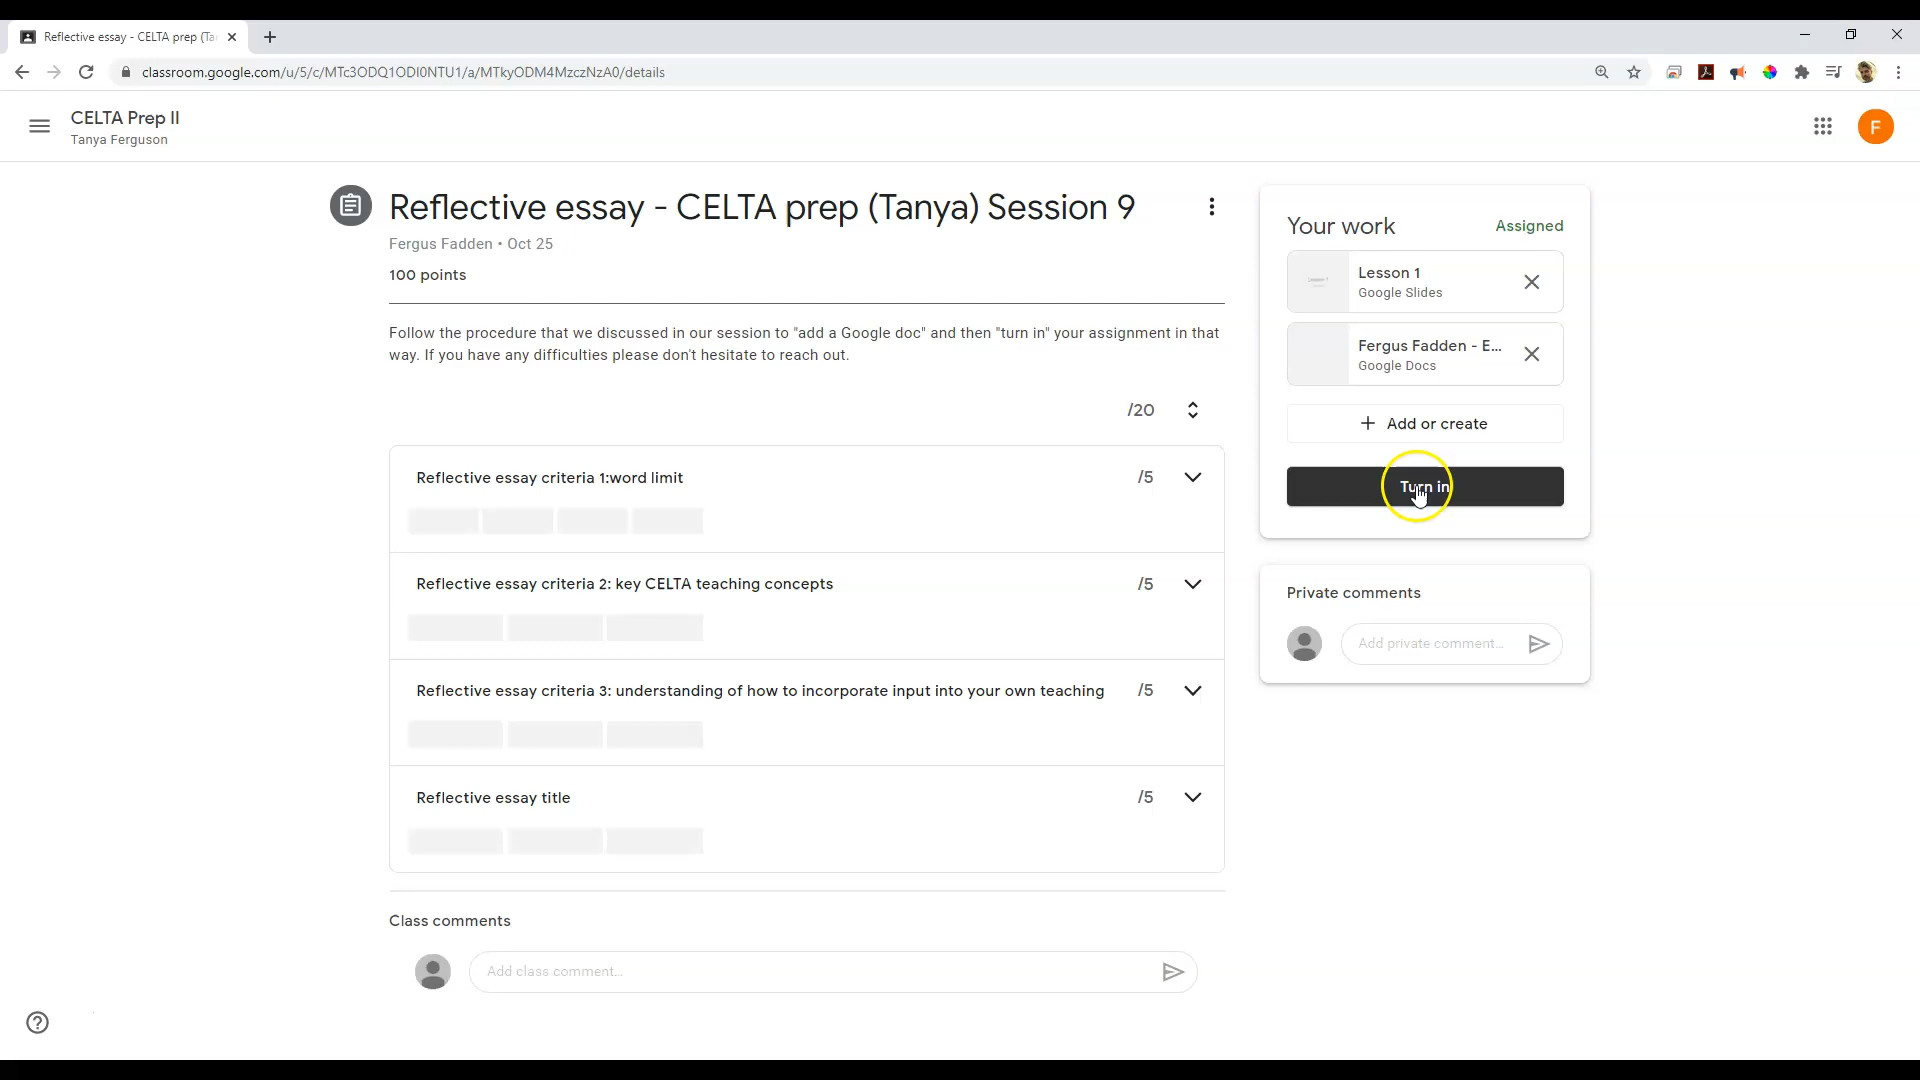 Reflective essay - CELTA prep (Ta
classroom.google.com/u/5/c/MTc3ODQ1ODI0NTU1/a/MTkyODM4MzczNzA0/details
CELTA Prep II
Tanya Ferguson
F
Reflective essay - CELTA prep (Tanya) Session 9
Fergus Fadden • Oct 25
100 points
Follow the procedure that we discussed in our session to "add a Google doc" and then "turn in" your assignment in that
way. If you have any difficulties please don't hesitate to reach out.
/20
Reflective essay criteria 1:word limit
/5
Reflective essay criteria 2: key CELTA teaching concepts
/5
Reflective essay criteria 3: understanding of how to incorporate input into your own teaching
/5
Reflective essay title
/5
Class comments
Add class comment...
Your work
Assigned
Lesson 1
Lesson 1
Google Slides
Fergus Fadden - E...
Google Docs
+ Add or create
Turn in
Private comments
Add private comment...